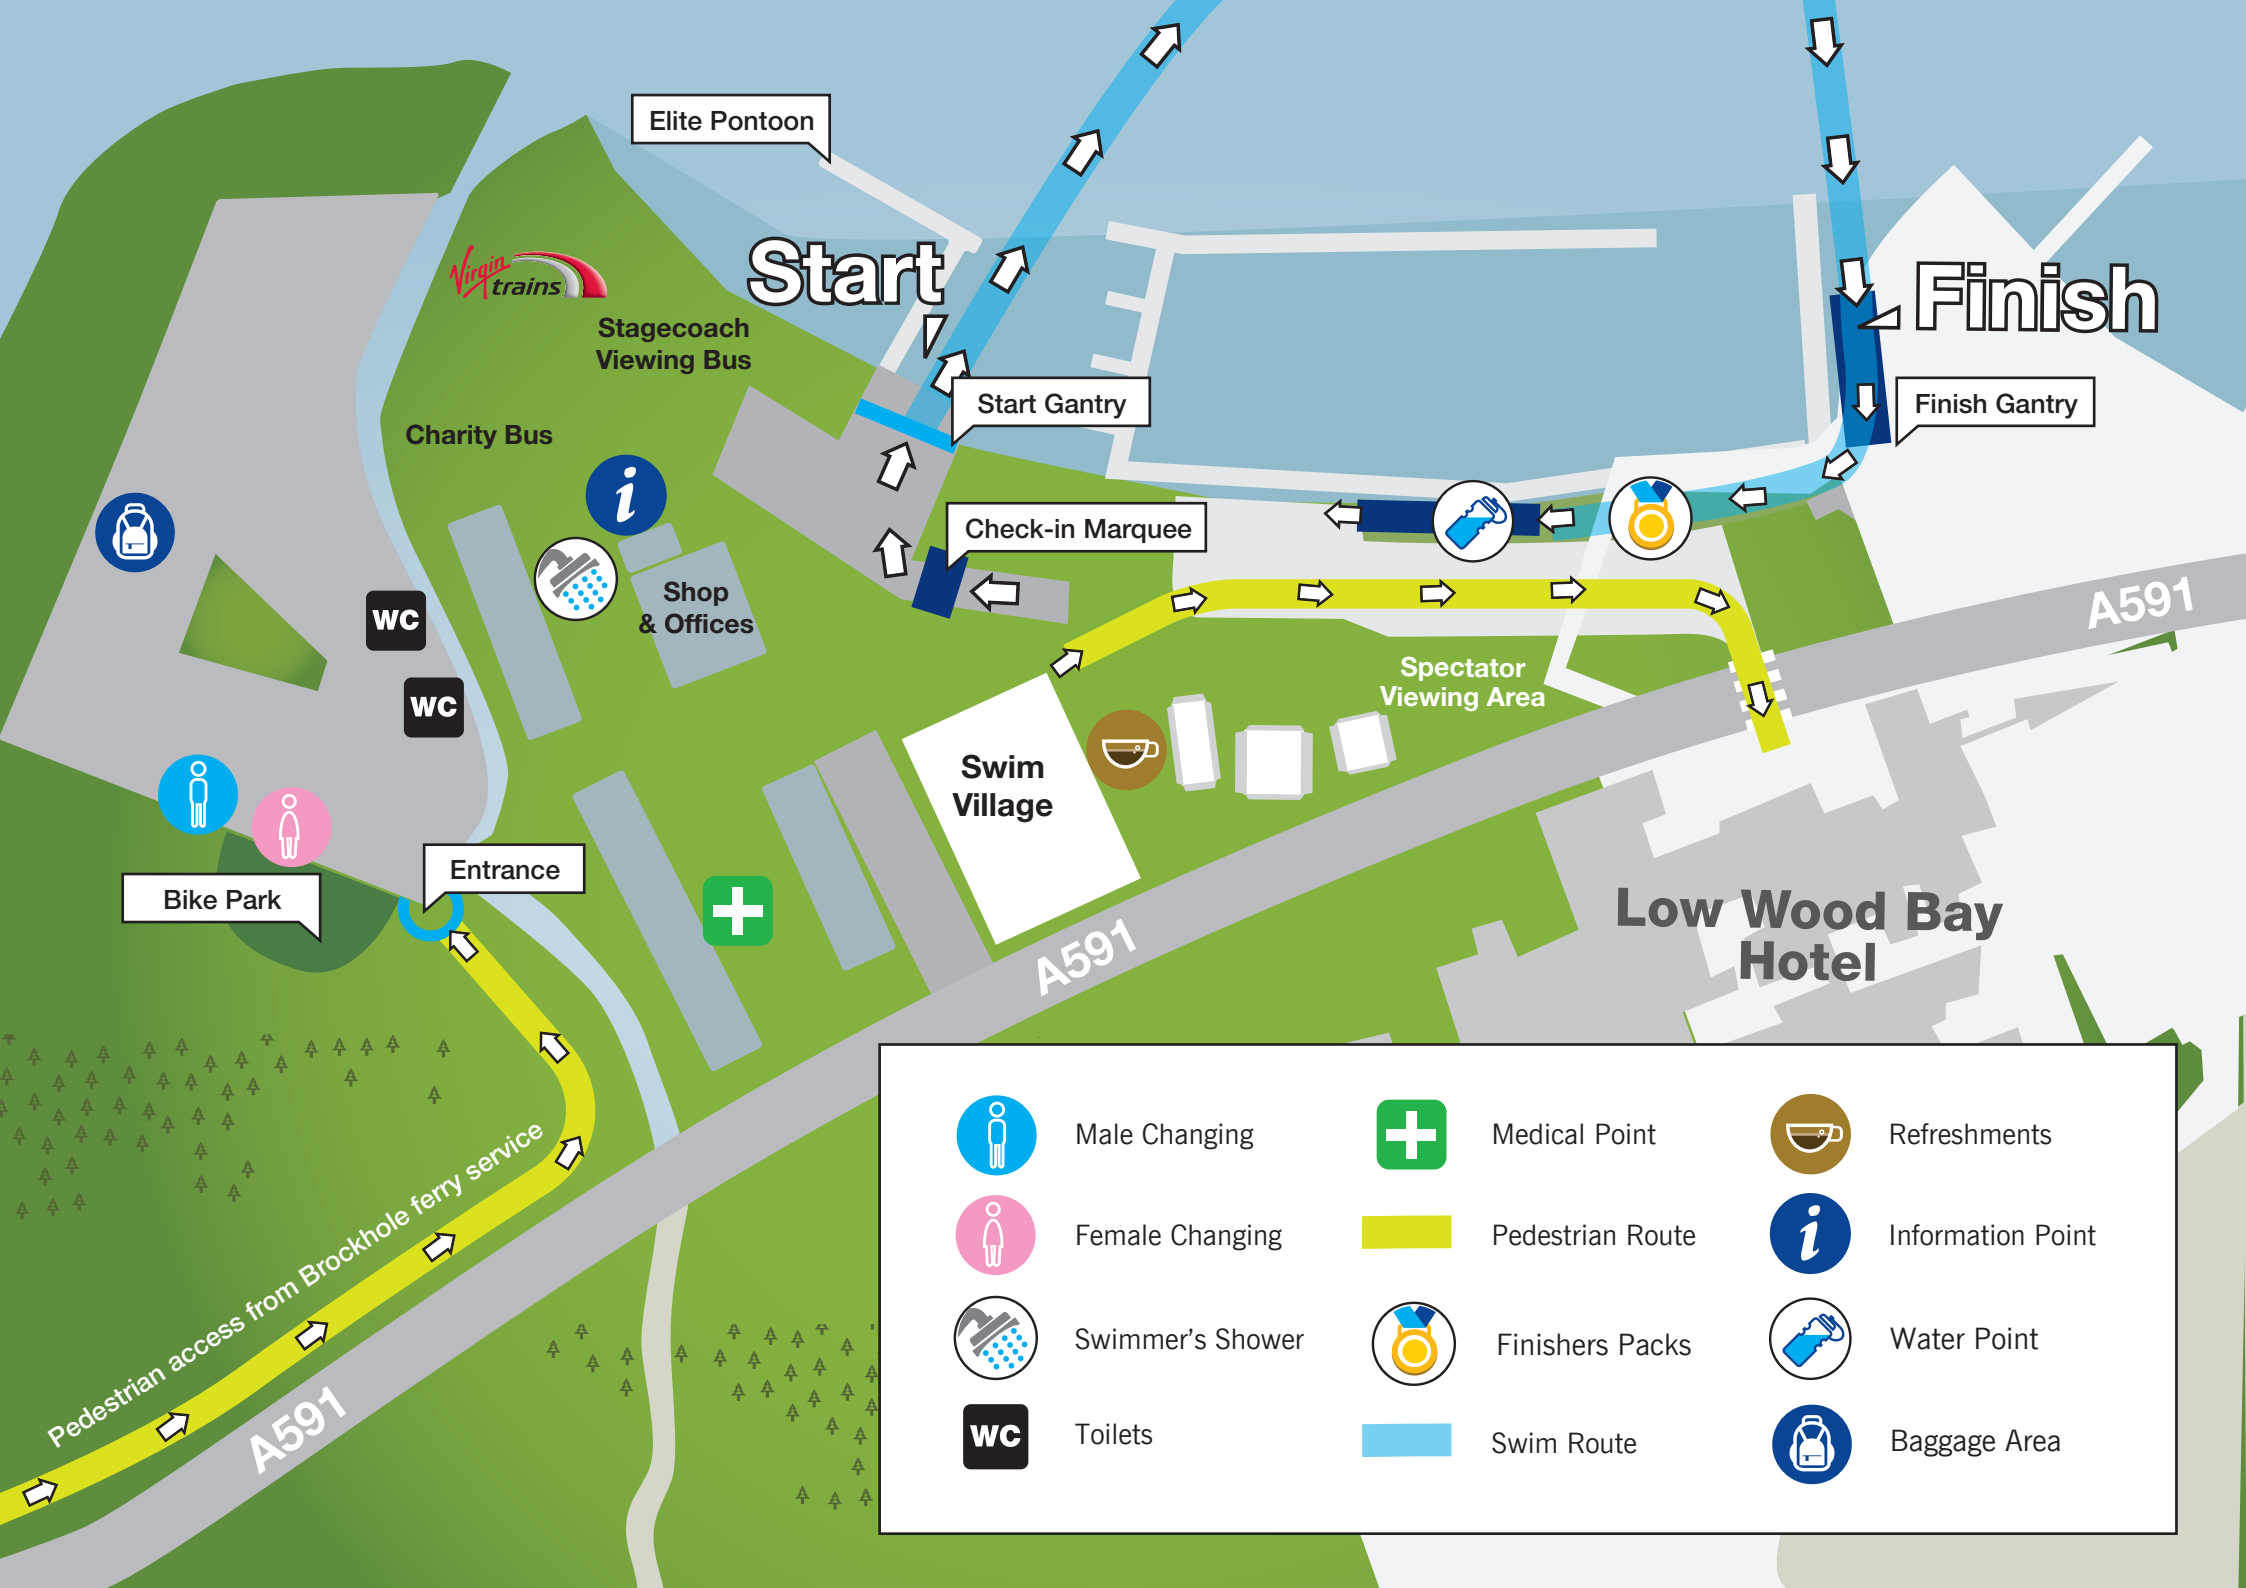 Elite Pontoon
Start
Finish
Virgin
trains
Stagecoach
Viewing Bus
Start Gantry
Finish Gantry
Charity Bus
i
Check-in Marquee
A591
WC
Shop
& Offices
WC
Spectator
Viewing Area
Swim
Village
Entrance
Bike Park
Low Wood Bay
Hotel
A591
Pedestrian access from Brockhole ferry service
A591
Male Changing
Medical Point
Refreshments
Female Changing
Pedestrian Route
i
Information Point
Swimmer's Shower
Finishers Packs
Water Point
WC
Toilets
Swim Route
Baggage Area